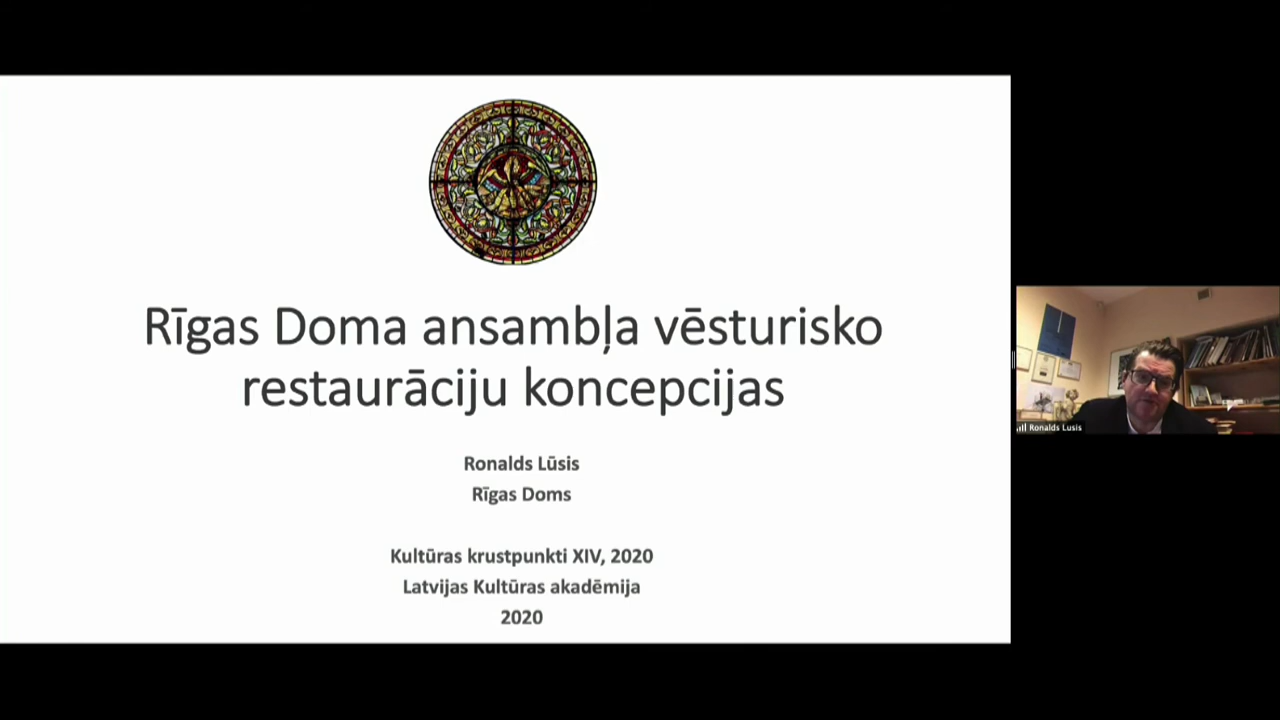 Rīgas Doma ansambļa vēsturisko
restaurāciju koncepcijas
Ronalds Lūsis
Rīgas Doms
Kultūras krustpunkti XIV, 2020
Latvijas Kultūras akadēmija
2020
Ronalds Lusis